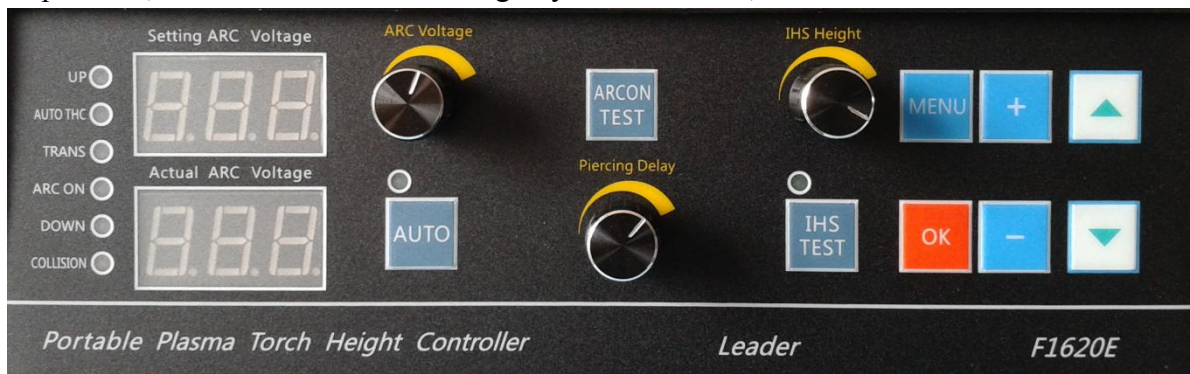 Setting ARC Voltage
ARC Voltage
IHS Height
UP
AUTO THC
TRANS
ARC ON
DOWN
COLLISION
ARCON
TEST
MENU
+
Actual ARC Voltage
Piercing Delay
AUTO
IHS
TEST
OK
−
Portable Plasma Torch Height Controller
Leader
F1620E